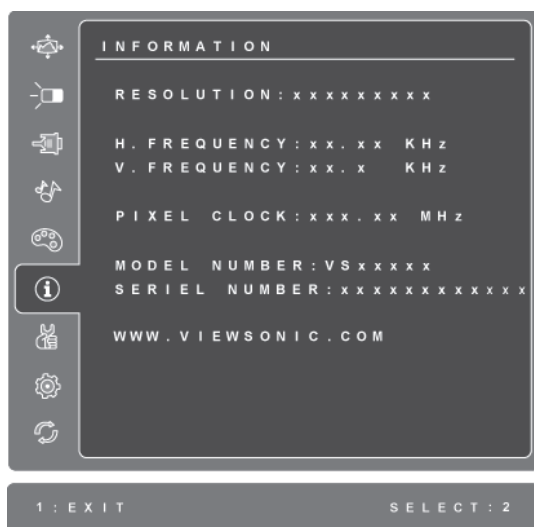 INFORMATION
RESOLUTION:xxxxxxxxx
H. FREQUENCY:xx.xx KHz
V. FREQUENCY:xx.x KHz
PIXEL CLOCK:xxx.xx MHz
MODEL NUMBER:VSxxxxx
SERIEL NUMBER:xxxxxxxxxxxx
WWW.VIEWSONIC.COM
1:EXIT SELECT:2